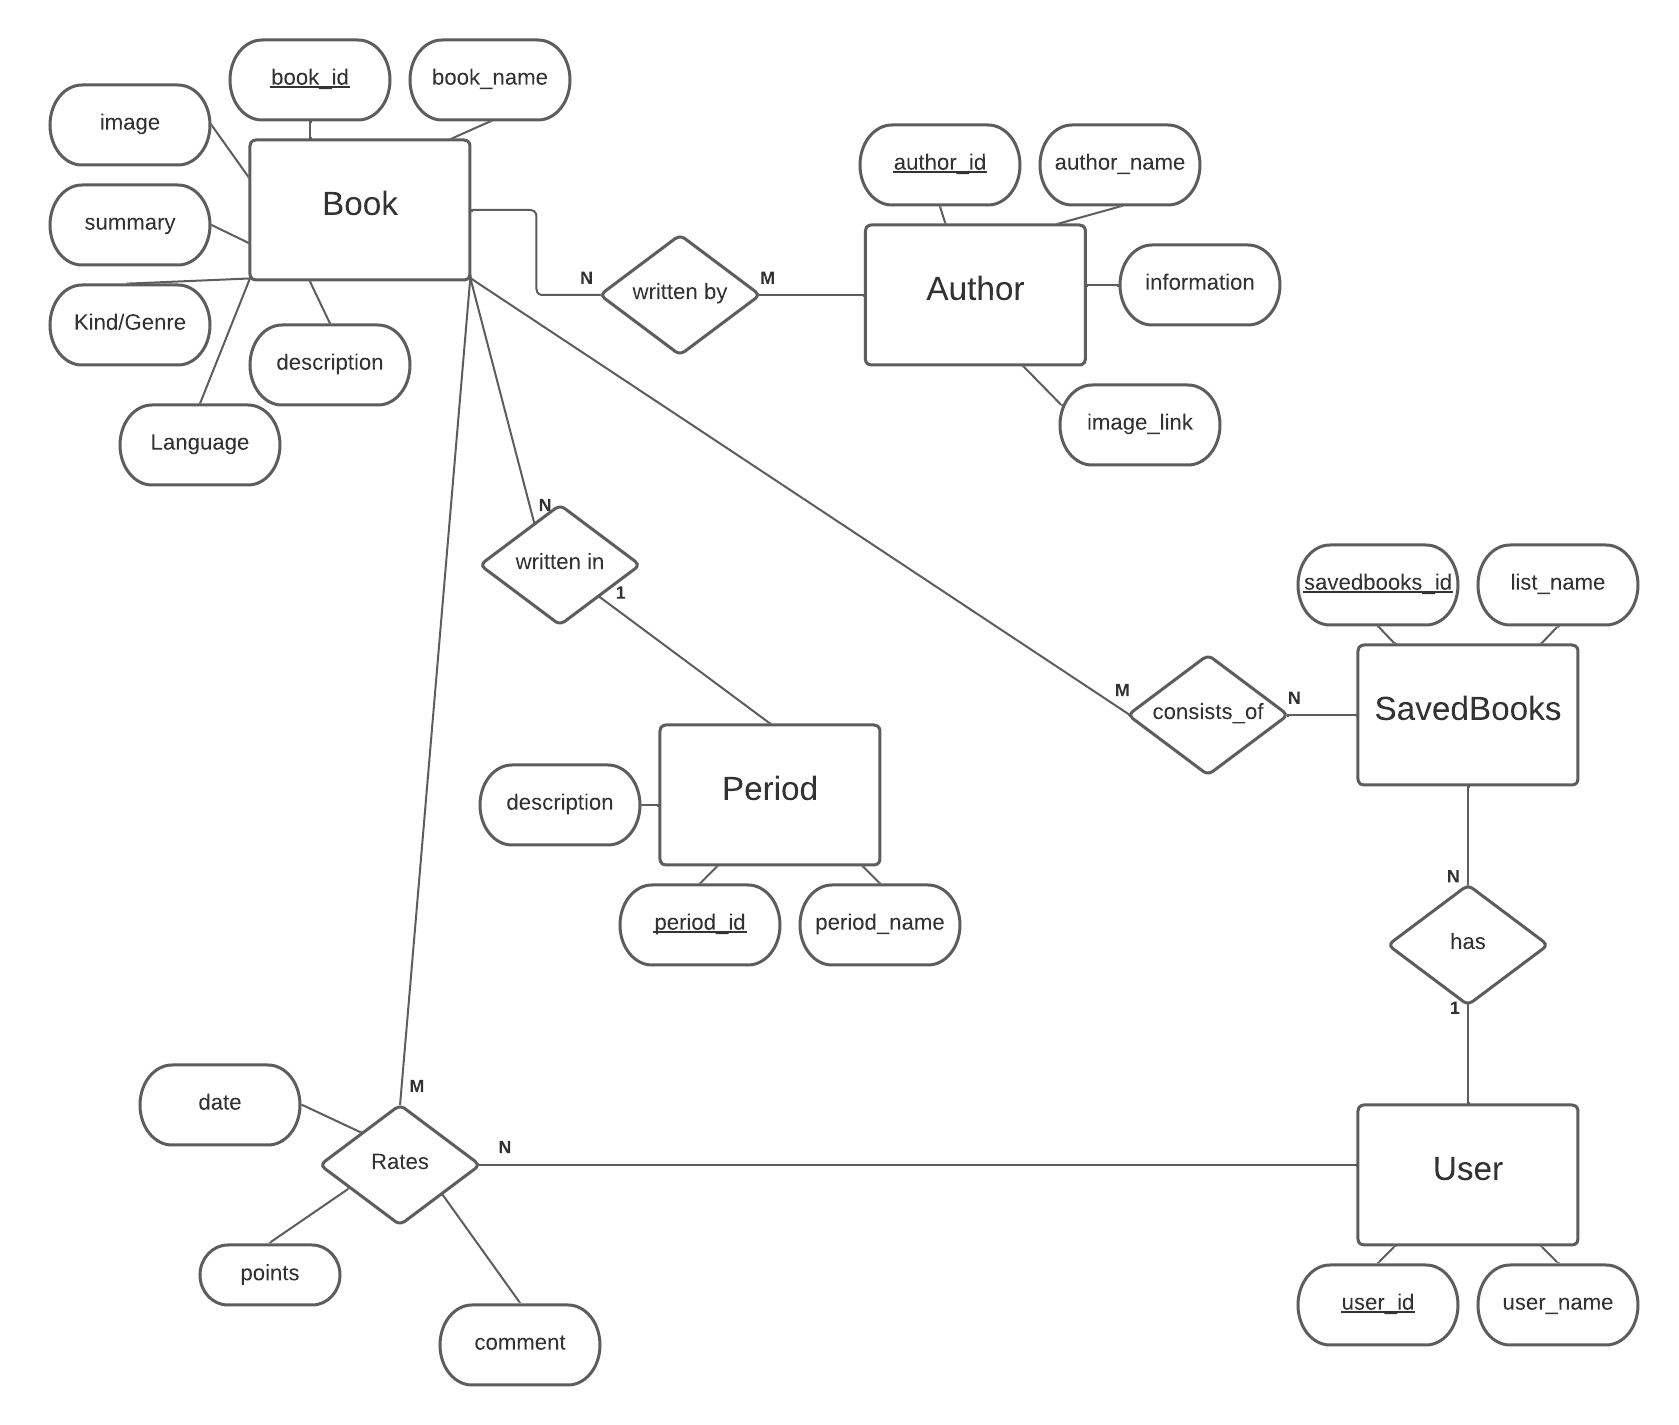 book_id
book_name
image
Book
summary
Kind/Genre
description
Language
author_id
author_name
Author
information
image_link
N
written by
M
N
written in
1
savedbooks_id
list_name
M
consists_of
N
SavedBooks
description
Period
period_id
period_name
N
has
1
date
M
Rates
N
User
points
comment
user_id
user_name